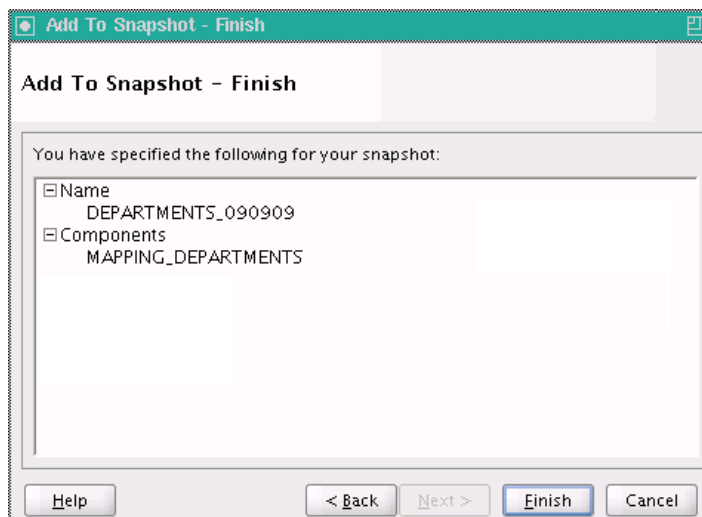 Add To Snapshot - Finish
Add To Snapshot - Finish
You have specified the following for your snapshot:
Name
DEPARTMENTS_090909
Components
MAPPING_DEPARTMENTS
Help
< Back
Next >
Finish
Cancel